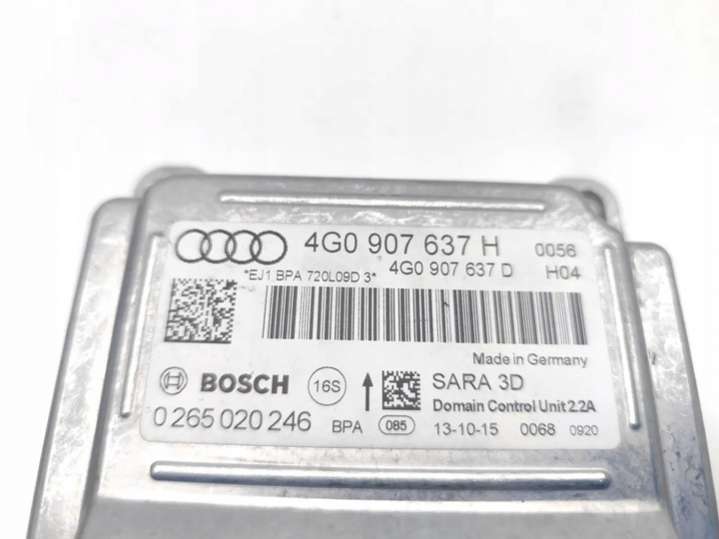 4G0 907 637 H 0056
*EJ1 BPA 720L09D 3* 4G0 907 637 D H04
Made in Germany
BOSCH 16S SARA 3D
Domain Control Unit 2.2A
0 265 020 246 BPA 085 13-10-15 0068 0920